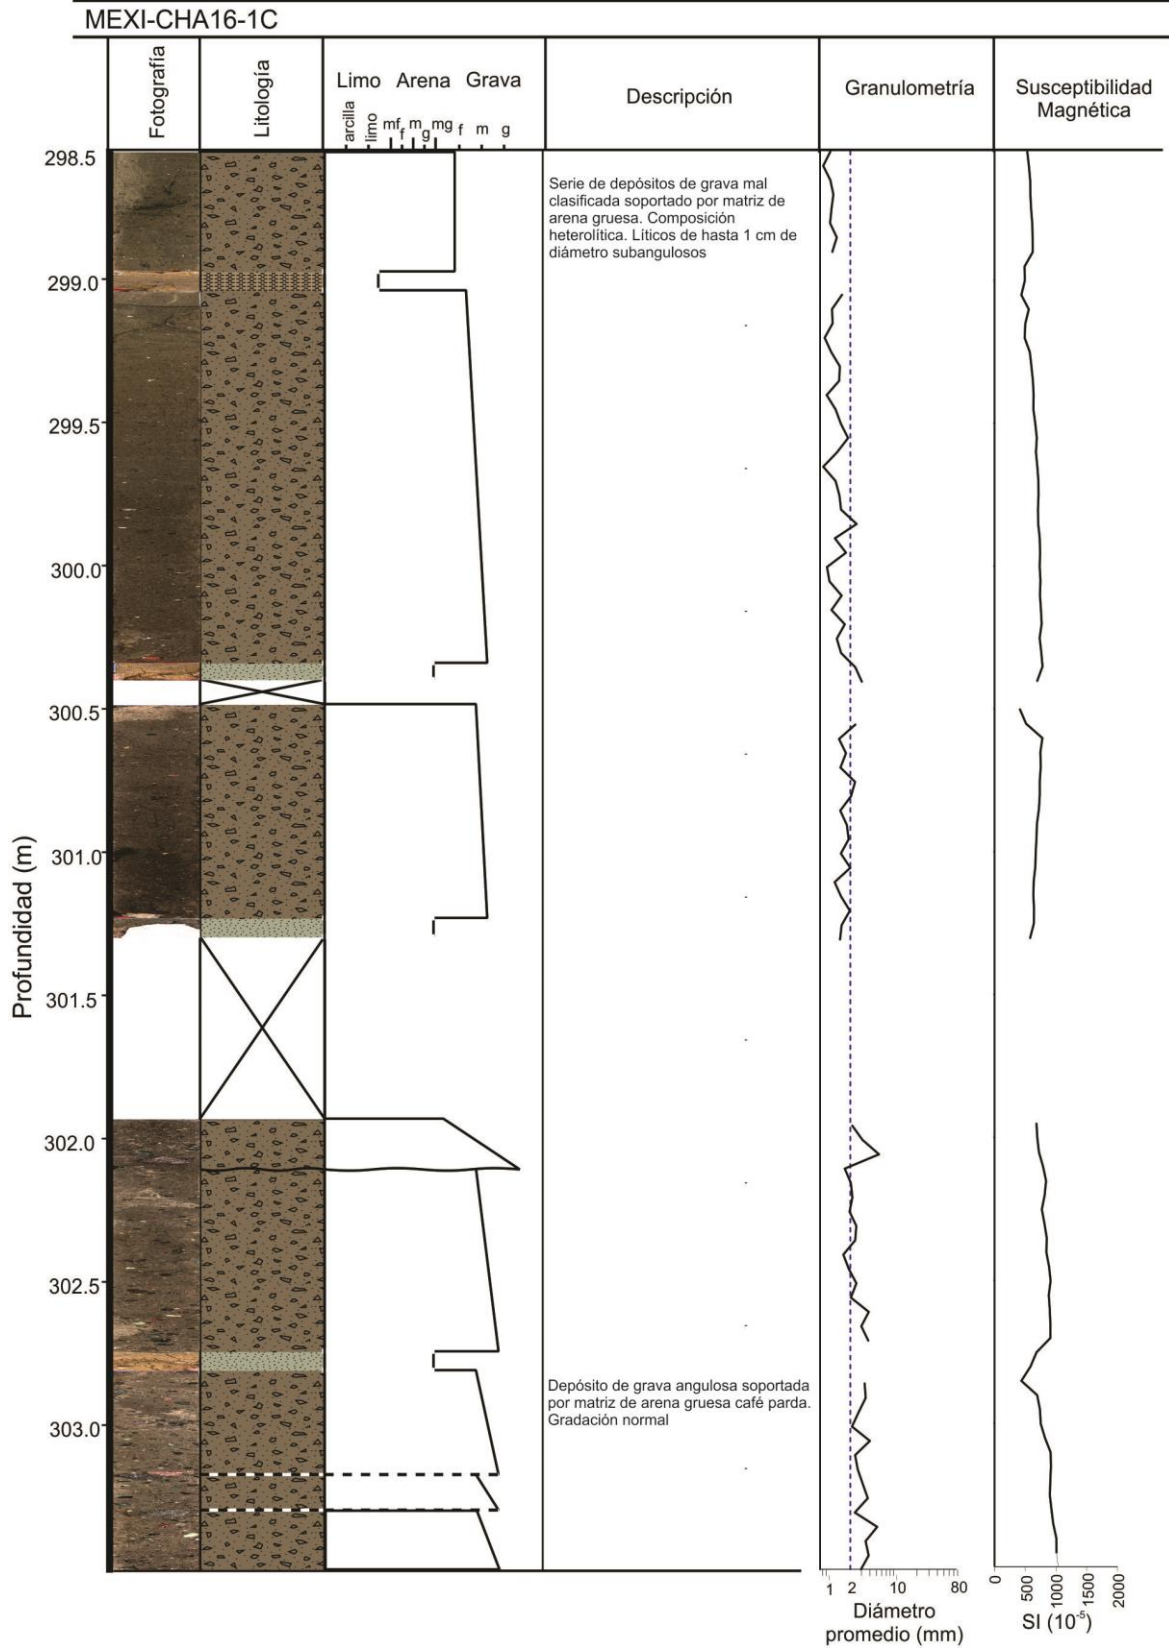 MEXI-CHA16-1C
Fotografía
Litología
Limo Arena Grava
arcilla limo mf f m g mg f m g
Descripción
Granulometría
Susceptibilidad
Magnética
Profundidad (m)
298.5
299.0
299.5
300.0
300.5
301.0
301.5
302.0
302.5
303.0
Serie de depósitos de grava mal
clasificada soportado por matriz de
arena gruesa. Composición
heterolítica. Líticos de hasta 1 cm de
diámetro subangulosos
Depósito de grava angulosa soportada
por matriz de arena gruesa café parda.
Gradación normal
1 2 10 80
Diámetro
promedio (mm)
0 500 1000 1500 2000
SI (10⁻⁵)